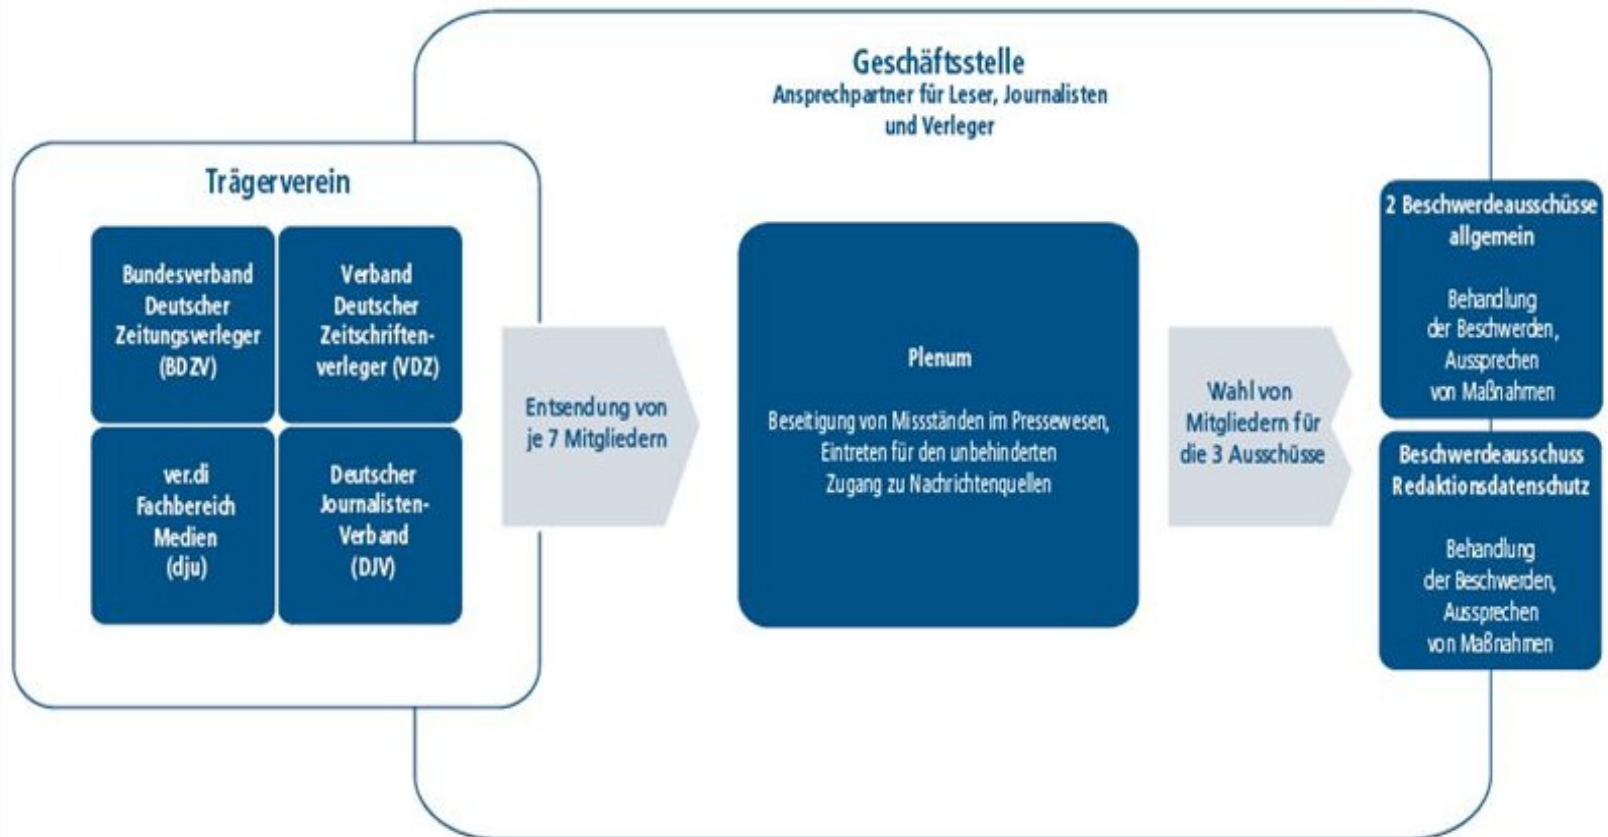 Geschäftsstelle
Ansprechpartner für Leser, Journalisten
und Verleger
Trägerverein
Bundesverband
Deutscher
Zeitungsverleger
(BDZV)
Verband
Deutscher
Zeitschriften-
verleger (VDZ)
ver.di
Fachbereich
Medien
(dju)
Deutscher
Journalisten-
Verband
(DJV)
Entsendung von
je 7 Mitgliedern
Plenum
Beseitigung von Missständen im Pressewesen,
Eintreten für den unbehinderten
Zugang zu Nachrichtenquellen
Wahl von
Mitgliedern für
die 3 Ausschüsse
2 Beschwerdeausschüsse
allgemein
Behandlung
der Beschwerden,
Aussprechen
von Maßnahmen
Beschwerdeausschuss
Redaktionsdatenschutz
Behandlung
der Beschwerden,
Aussprechen
von Maßnahmen